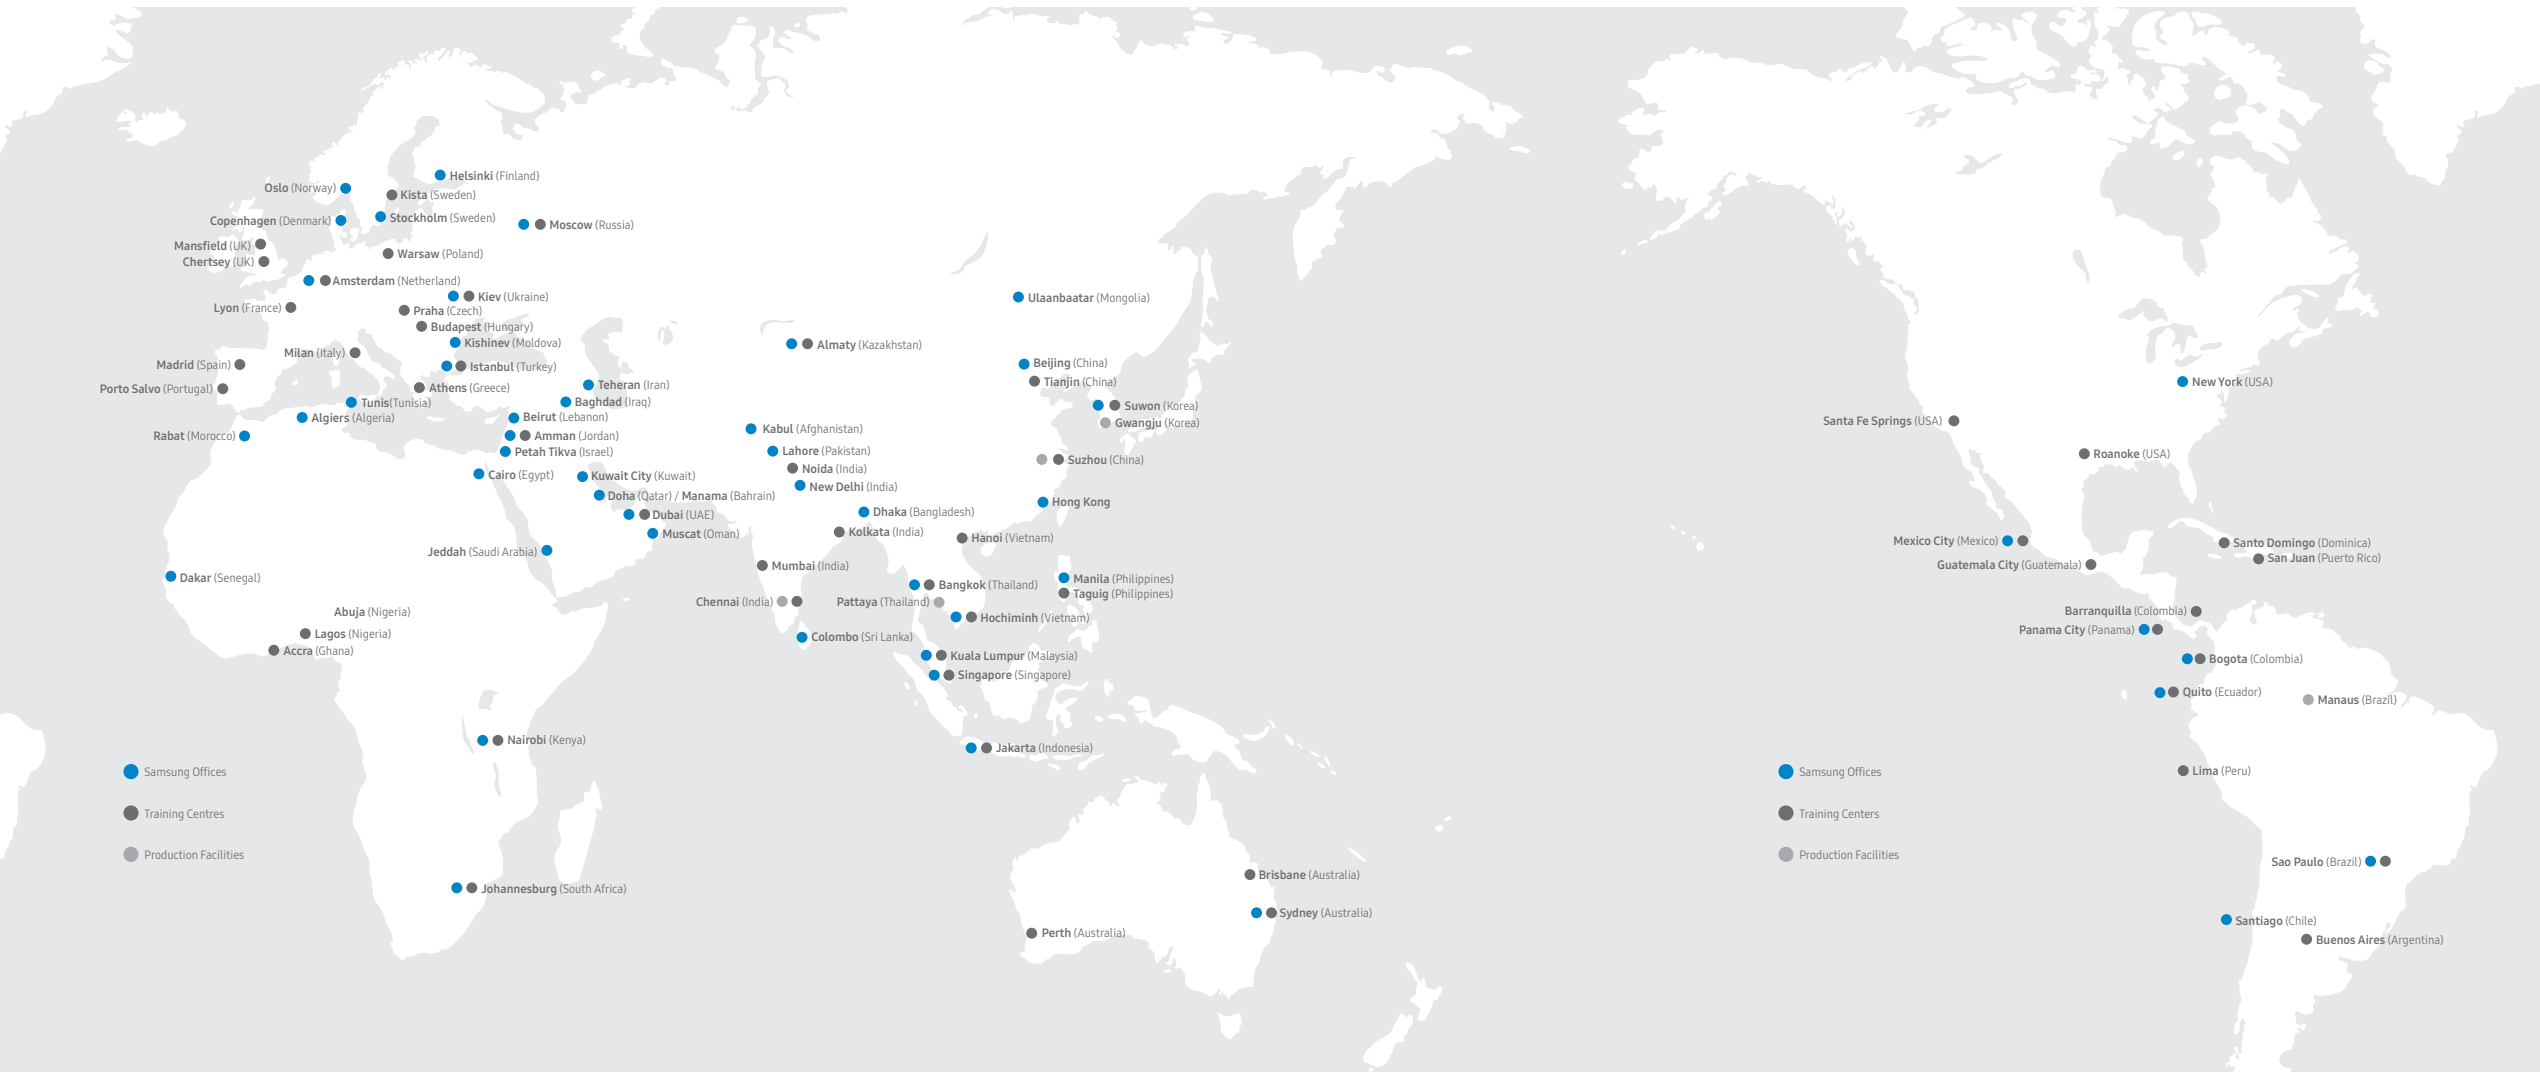 Helsinki (Finland)
Oslo (Norway)
Kista (Sweden)
Stockholm (Sweden)
Copenhagen (Denmark)
Moscow (Russia)
Mansfield (UK)
Warsaw (Poland)
Chertsey (UK)
Amsterdam (Netherland)
Kiev (Ukraine)
Lyon (France)
Praha (Czech)
Budapest (Hungary)
Kishinev (Moldova)
Milan (Italy)
Madrid (Spain)
Istanbul (Turkey)
Porto Salvo (Portugal)
Athens (Greece)
Teheran (Iran)
Tunis(Tunisia)
Baghdad (Iraq)
Algiers (Algeria)
Beirut (Lebanon)
Rabat (Morocco)
Amman (Jordan)
Petah Tikva (Israel)
Cairo (Egypt)
Kuwait City (Kuwait)
Doha (Qatar) / Manama (Bahrain)
Dubai (UAE)
Muscat (Oman)
Jeddah (Saudi Arabia)
Dakar (Senegal)
Abuja (Nigeria)
Lagos (Nigeria)
Accra (Ghana)
Nairobi (Kenya)
Johannesburg (South Africa)
Samsung Offices
Training Centres
Production Facilities
Ulaanbaatar (Mongolia)
Almaty (Kazakhstan)
Beijing (China)
Tianjin (China)
Suwon (Korea)
Gwangju (Korea)
Kabul (Afghanistan)
Lahore (Pakistan)
Suzhou (China)
Noida (India)
New Delhi (India)
Hong Kong
Dhaka (Bangladesh)
Kolkata (India)
Hanoi (Vietnam)
Mumbai (India)
Manila (Philippines)
Bangkok (Thailand)
Taguig (Philippines)
Chennai (India)
Pattaya (Thailand)
Hochiminh (Vietnam)
Colombo (Sri Lanka)
Kuala Lumpur (Malaysia)
Singapore (Singapore)
Jakarta (Indonesia)
Brisbane (Australia)
Sydney (Australia)
Perth (Australia)
New York (USA)
Santa Fe Springs (USA)
Roanoke (USA)
Mexico City (Mexico)
Santo Domingo (Dominica)
San Juan (Puerto Rico)
Guatemala City (Guatemala)
Barranquilla (Colombia)
Panama City (Panama)
Bogota (Colombia)
Quito (Ecuador)
Manaus (Brazil)
Lima (Peru)
Sao Paulo (Brazil)
Santiago (Chile)
Buenos Aires (Argentina)
Samsung Offices
Training Centers
Production Facilities